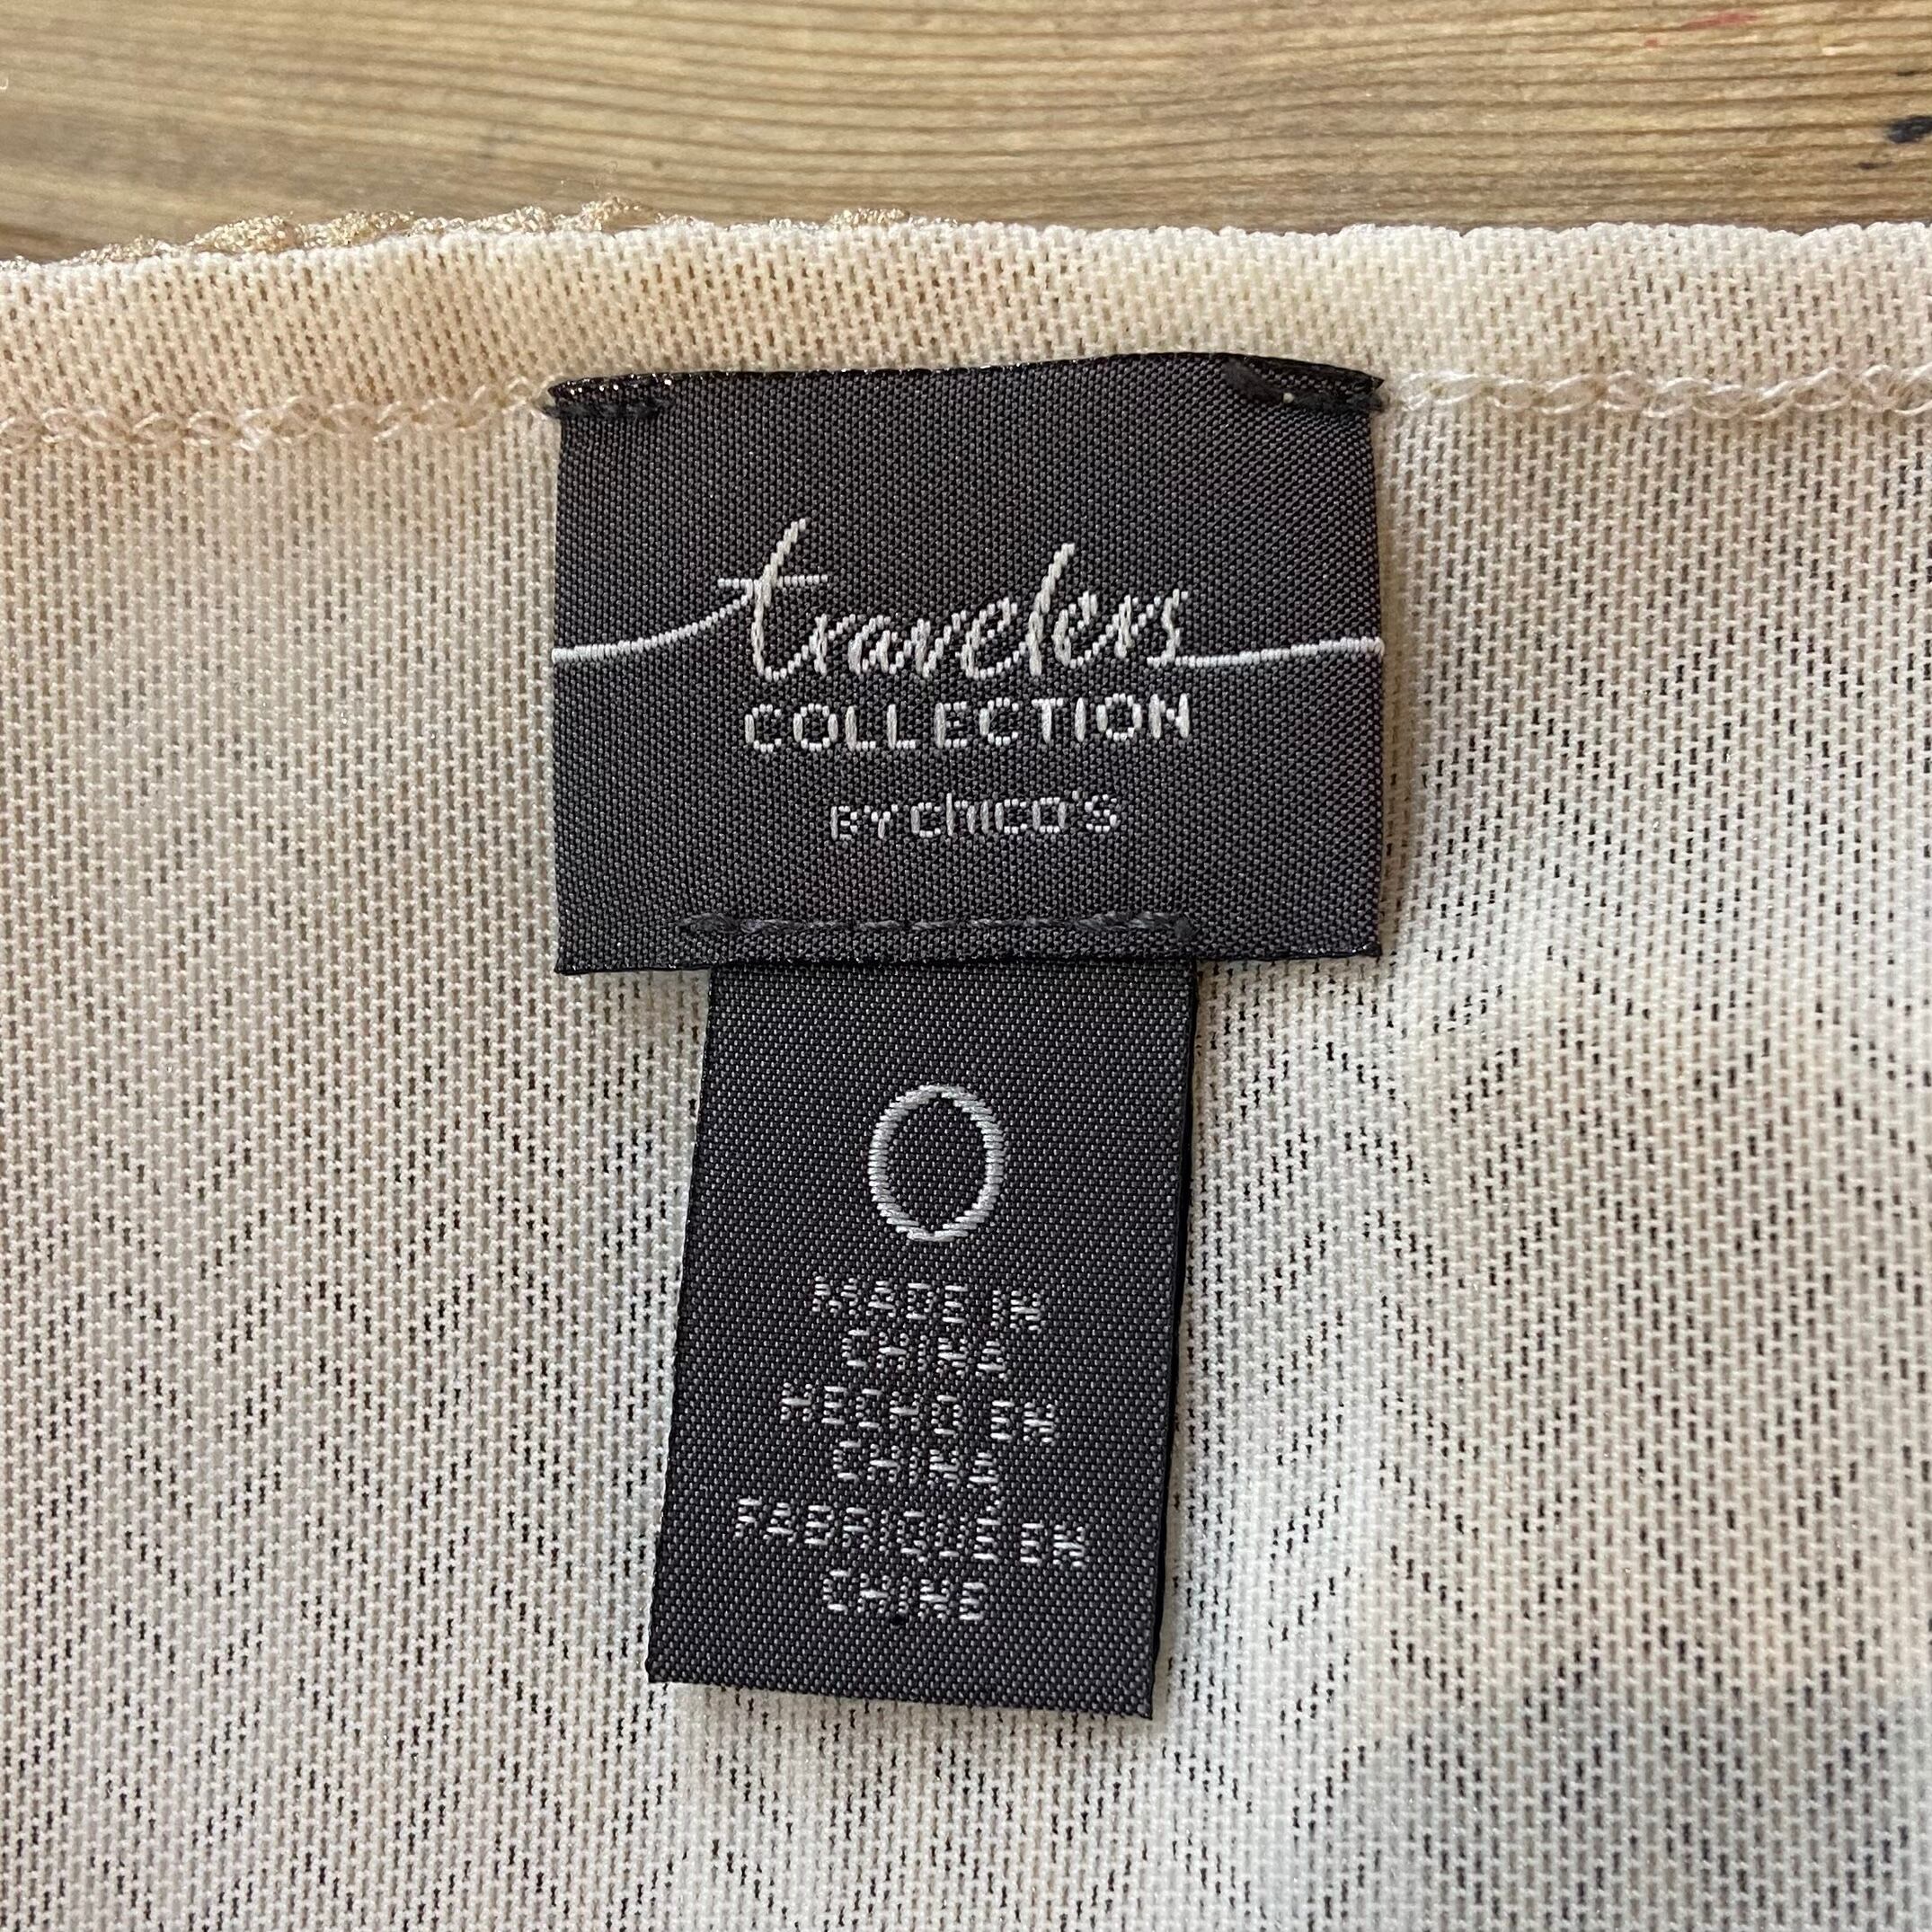 travelers
COLLECTION
BY chico's
0
MADE IN
CHINA
HECHO EN
CHINA
FABRIQUÉ EN
CHINE